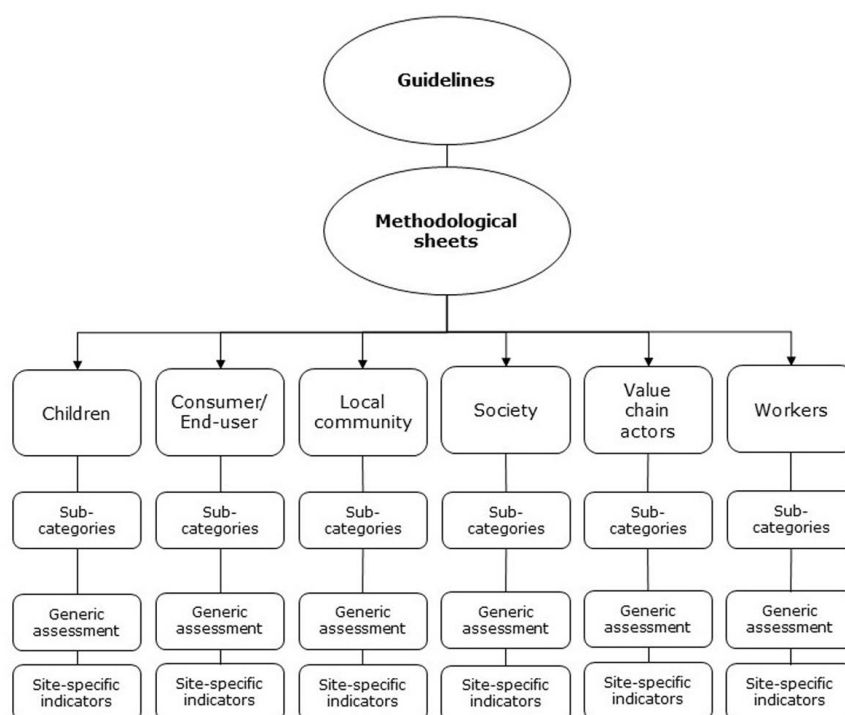 Guidelines
Methodological
sheets
Children
Consumer/
End-user
Local
community
Society
Value
chain
actors
Workers
Sub-
categories
Sub-
categories
Sub-
categories
Sub-
categories
Sub-
categories
Sub-
categories
Generic
assessment
Generic
assessment
Generic
assessment
Generic
assessment
Generic
assessment
Generic
assessment
Site-specific
indicators
Site-specific
indicators
Site-specific
indicators
Site-specific
indicators
Site-specific
indicators
Site-specific
indicators